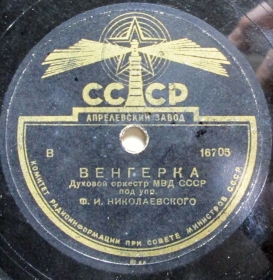 СССР
АПРЕЛЕВСКИЙ ЗАВОД
В 16705
ВЕНГЕРКА
Духовой оркестр МВД СССР
под упр.
Ф. И. НИКОЛАЕВСКОГО
КОМИТЕТ РАДИОИНФОРМАЦИИ ПРИ СОВЕТЕ МИНИСТРОВ СССР